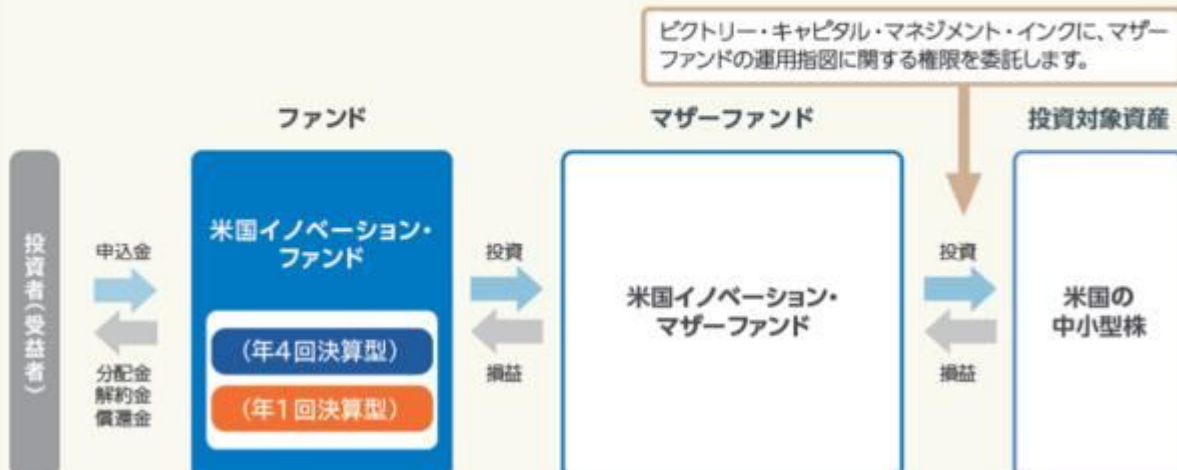 ビクトリー・キャピタル・マネジメント・インクに、マザー
ファンドの運用指図に関する権限を委託します。
ファンド
マザーファンド
投資対象資産
投資者(受益者)
申込金
分配金
解約金
償還金
米国イノベーション・
ファンド
(年4回決算型)
(年1回決算型)
投資
損益
米国イノベーション・
マザーファンド
投資
損益
米国の
中小型株